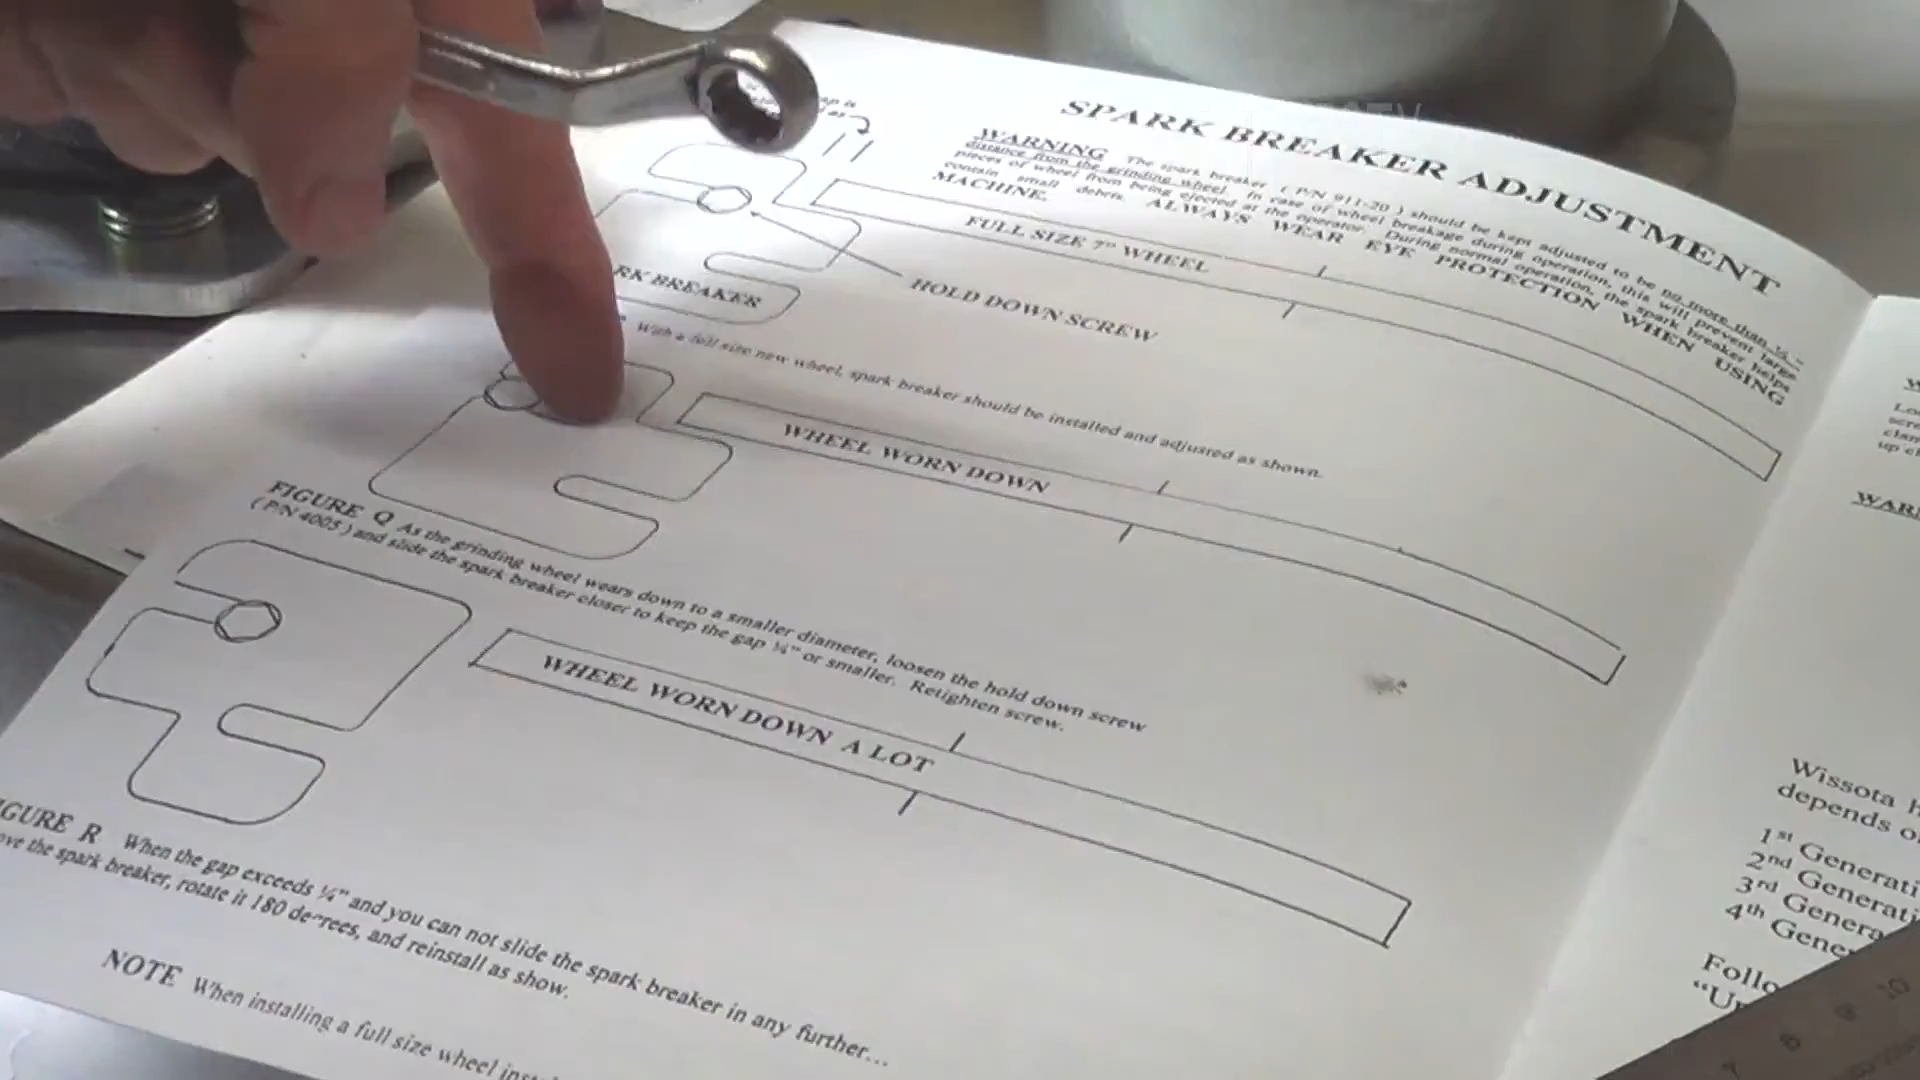 SPARK BREAKER ADJUSTMENT
WARNING The spark breaker ( P/N 911-20 ) should be kept adjusted to be no more than ¼"
distance from the grinding wheel. In case of wheel breakage during operation, this will prevent large
pieces of wheel from being ejected at the operator. During normal operation, the spark breaker helps
contain small debris. ALWAYS WEAR EYE PROTECTION WHEN USING
MACHINE.
FULL SIZE 7" WHEEL
HOLD DOWN SCREW
RK BREAKER
With a full size new wheel, spark breaker should be installed and adjusted as shown.
WHEEL WORN DOWN
FIGURE Q As the grinding wheel wears down to a smaller diameter, loosen the hold down screw
( P/N 4005 ) and slide the spark breaker closer to keep the gap ¼" or smaller. Retighten screw.
WHEEL WORN DOWN A LOT
GURE R When the gap exceeds ¼" and you can not slide the spark breaker in any further...
ove the spark breaker, rotate it 180 degrees, and reinstall as show.
NOTE When installing a full size wheel
WARN
Wissota
depends
1st Generati
2nd Generati
3rd Genera
4th Gene
Follo
7 8 9 10